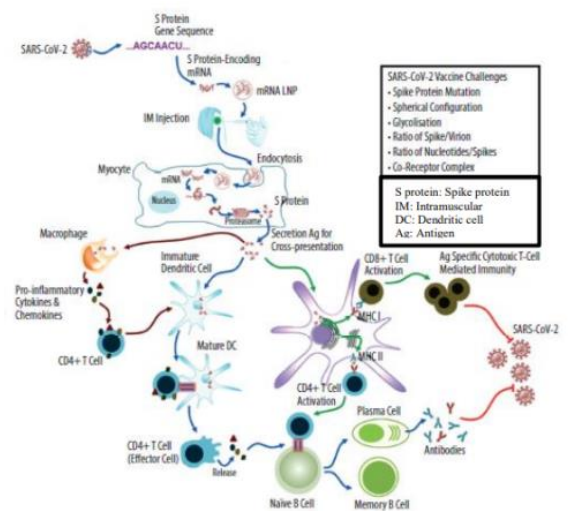 S Protein
Gene Sequence
SARS-CoV-2
...AGCAACU...
S Protein-Encoding
mRNA
mRNA LNP
IM Injection
Endocytosis
Myocyte
mRNA
Nucleus
S Protein
Proteasome
Secretion Ag for
Cross-presentation
SARS-CoV-2 Vaccine Challenges
• Spike Protein Mutation
• Spherical Configuration
• Glycolisation
• Ratio of Spike/Virion
• Ratio of Nucleotides/Spikes
• Co-Receptor Complex
S protein: Spike protein
IM: Intramuscular
DC: Dendritic cell
Ag: Antigen
Macrophage
Immature
Dendritic Cell
Pro-inflammatory
Cytokines &
Chemokines
CD4+ T Cell
Mature DC
CD4+ T Cell
(Effector Cell)
Release
CD8+ T Cell
Activation
Ag Specific Cytotoxic T-Cell
Mediated Immunity
MHC I
MHC II
SARS-CoV-2
CD4+ T Cell
Activation
Plasma Cell
Antibodies
Naïve B Cell
Memory B Cell